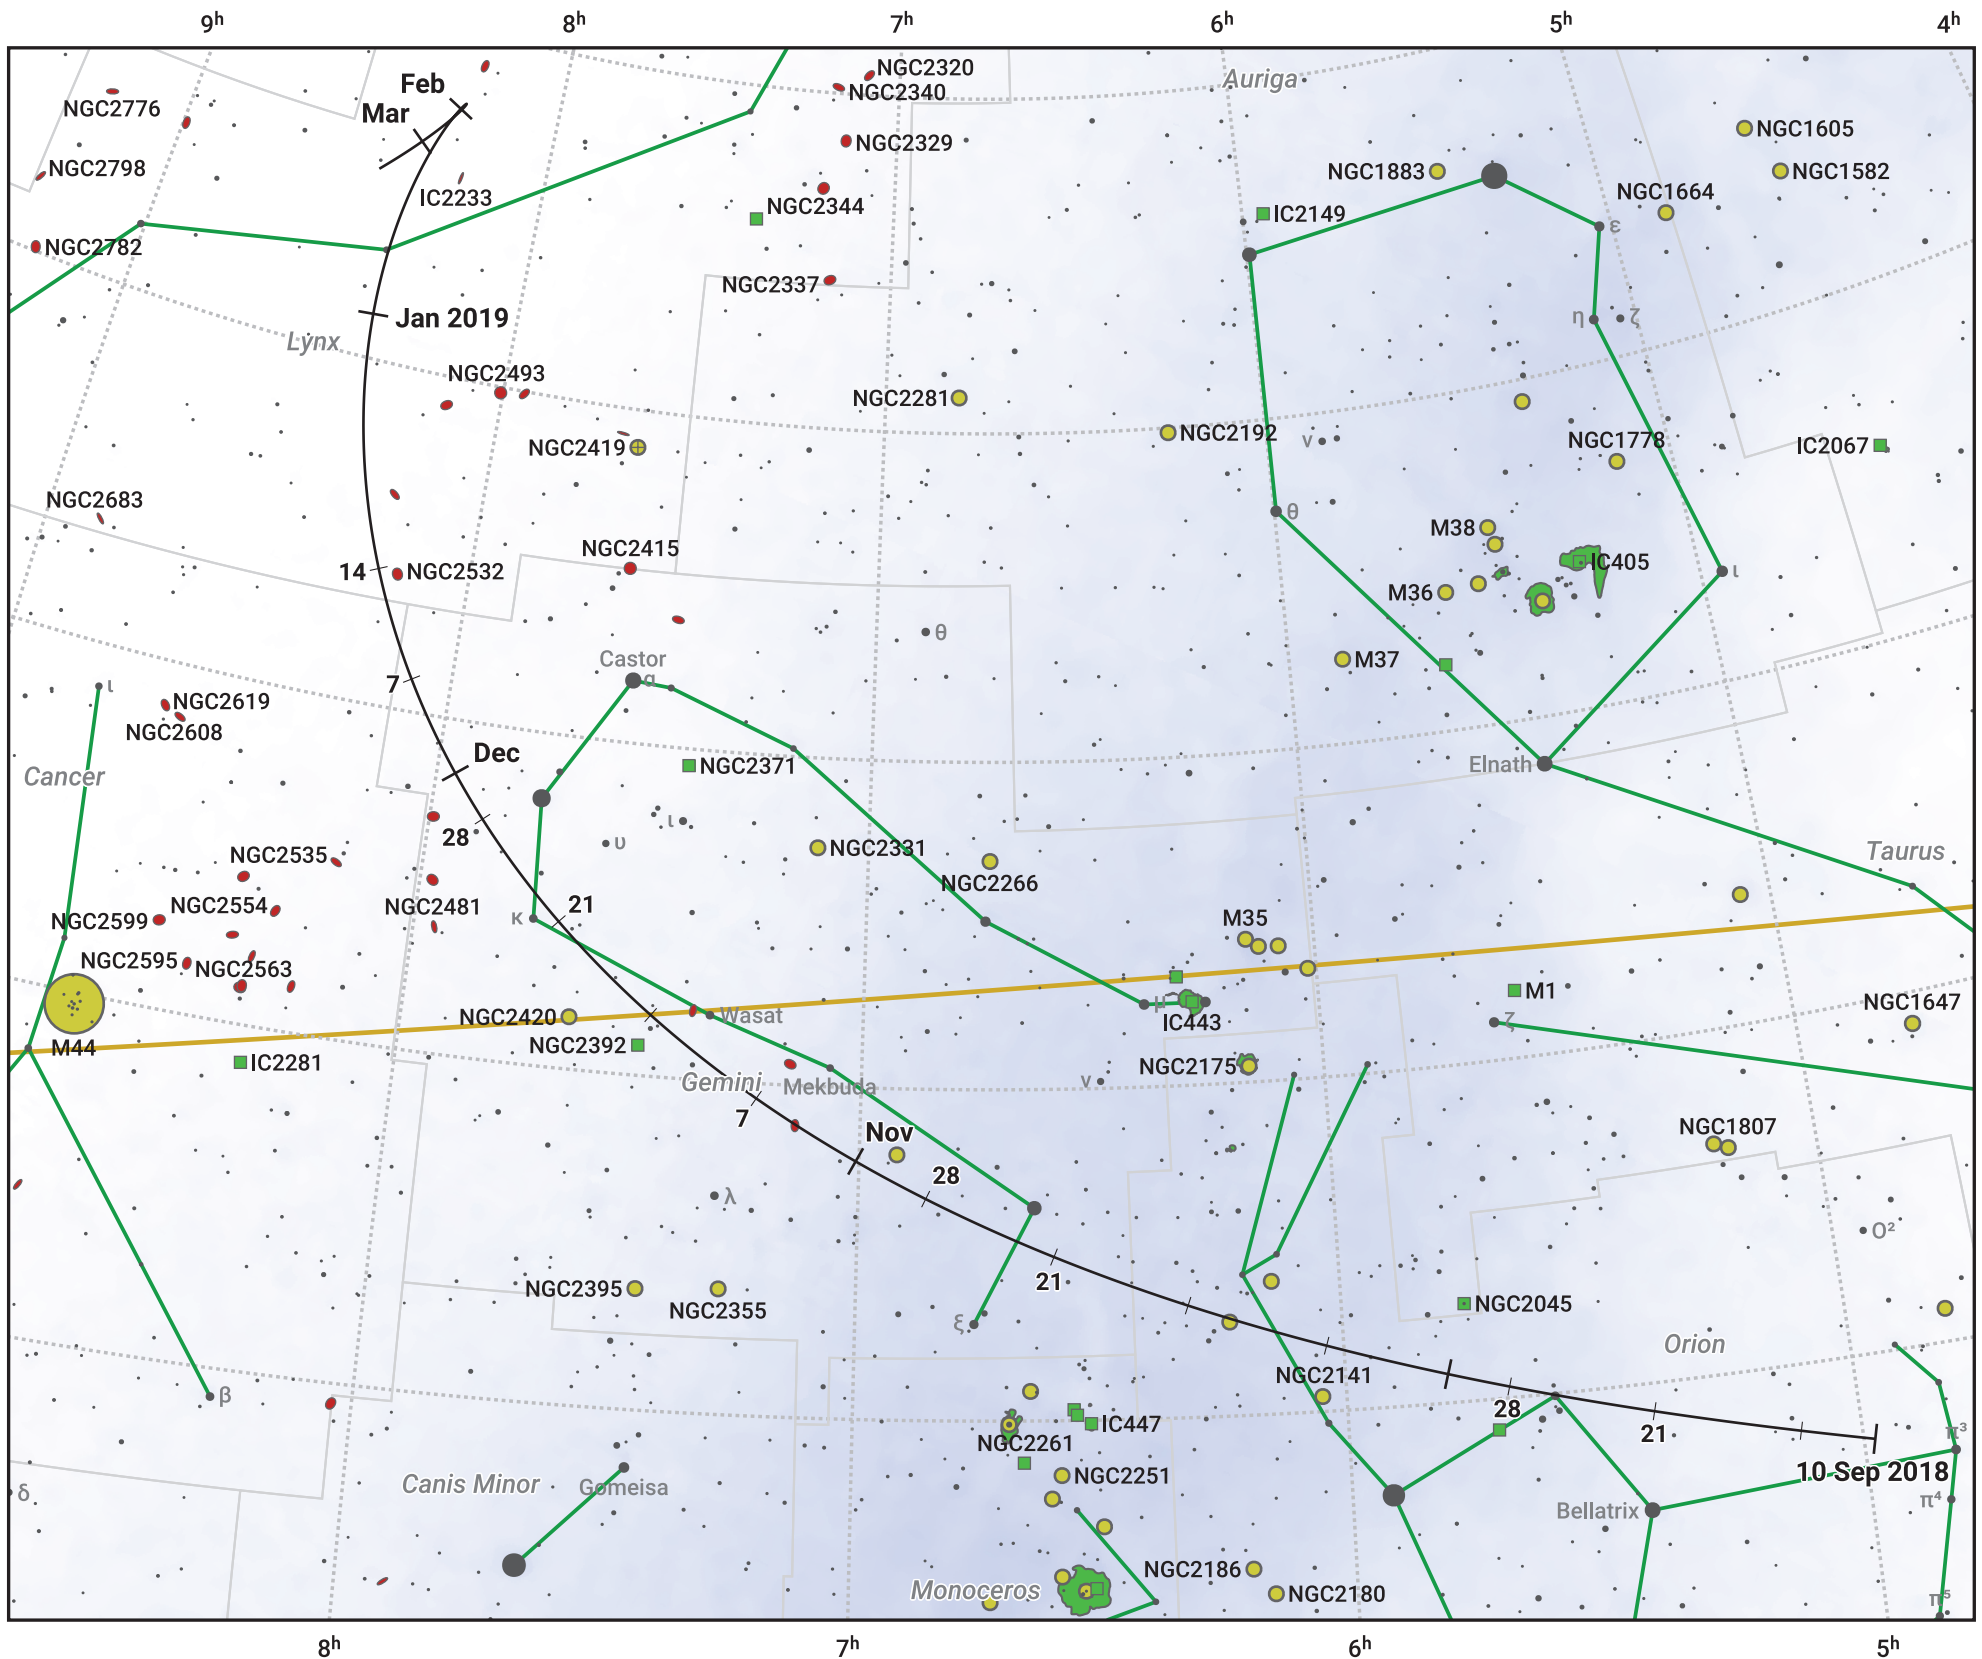 9h 8h 7h 6h 5h 4h
NGC2320
Auriga
Feb
NGC2340
NGC2776
Mar
NGC1605
NGC2329
NGC2798
NGC1883
NGC1582
IC2233
NGC1664
NGC2344
IC2149
ε
NGC2782
NGC2337
Jan 2019
η ζ
Lynx
NGC2493
NGC2281
NGC2192
ν
NGC1778
NGC2419
IC2067
NGC2683
θ
M38
NGC2415
IC405
14
NGC2532
ι
M36
θ
Castor
M37
α
7
ι
NGC2619
NGC2608
Dec
NGC2371
Elnath
Cancer
ι
28
υ
NGC2331
Taurus
NGC2535
NGC2266
21
NGC2554
NGC2481
κ
M35
NGC2599
NGC2595
NGC2563
M1
μ
NGC1647
NGC2420
Wasat
IC443
ζ
M44
NGC2392
IC2281
NGC2175
Gemini
Mekbuda
ν
7
Nov
NGC1807
28
λ
ο²
21
NGC2395
NGC2355
NGC2045
ξ
Orion
NGC2141
β
28
IC447
21
π³
NGC2261
10 Sep 2018
NGC2251
Canis Minor
Gomeisa
δ
π⁴
Bellatrix
NGC2186
Monoceros
NGC2180
π⁵
8h 7h 6h 5h